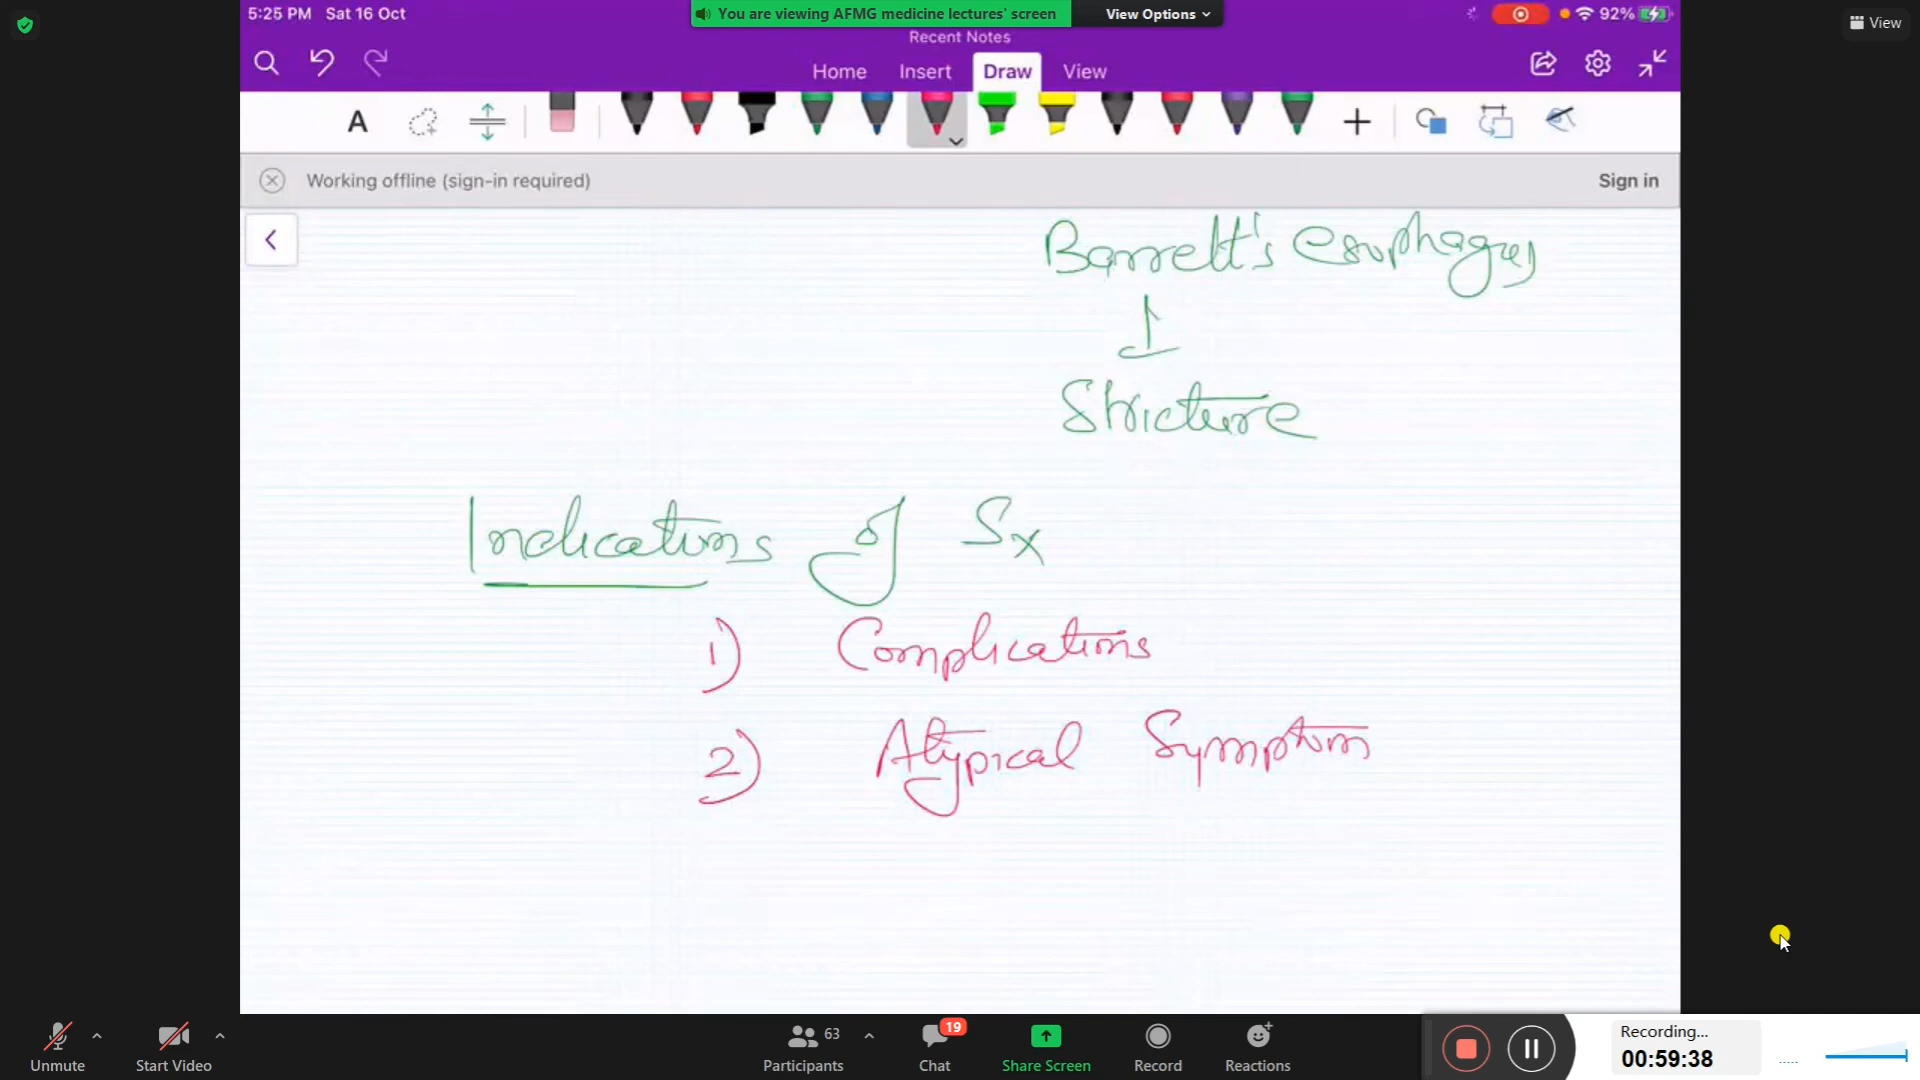 5:25 PM Sat 16 Oct
You are viewing AFMG medicine lectures' screen
View Options
92%
View
Recent Notes
Home Insert Draw View
A
Working offline (sign-in required)
Sign in
Barrett's esophagus
Stricture
Indications of Sx
1) Complications
2) Atypical Symptom
Unmute
Start Video
63
Participants
19
Chat
Share Screen
Record
Reactions
Recording...
00:59:38